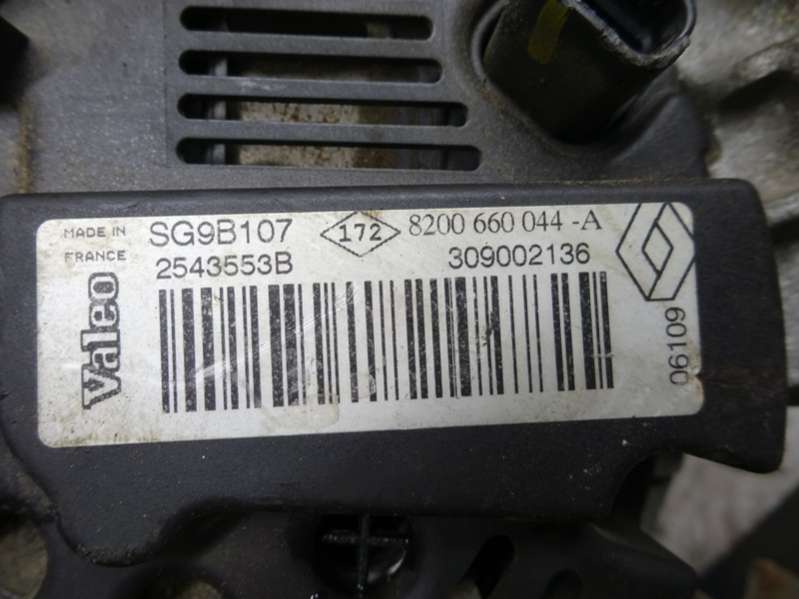 MADE IN
FRANCE
SG9B107
172
8200 660 044 -A
2543553B
309002136
Valeo
06109